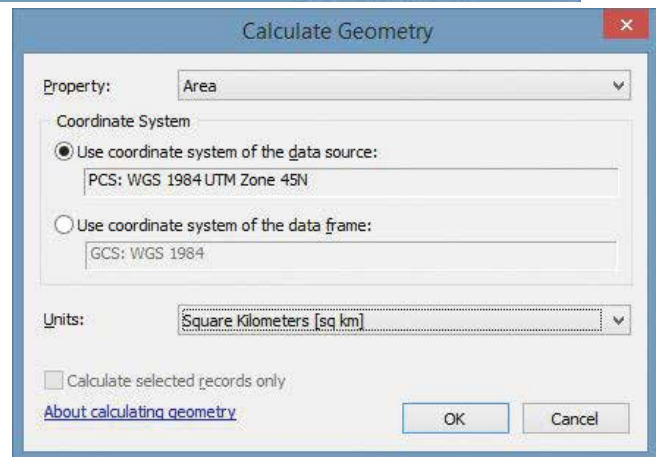 Calculate Geometry
Property: Area
Coordinate System
Use coordinate system of the data source:
PCS: WGS 1984 UTM Zone 45N
Use coordinate system of the data frame:
GCS: WGS 1984
Units: Square Kilometers [sq km]
Calculate selected records only
About calculating geometry OK Cancel